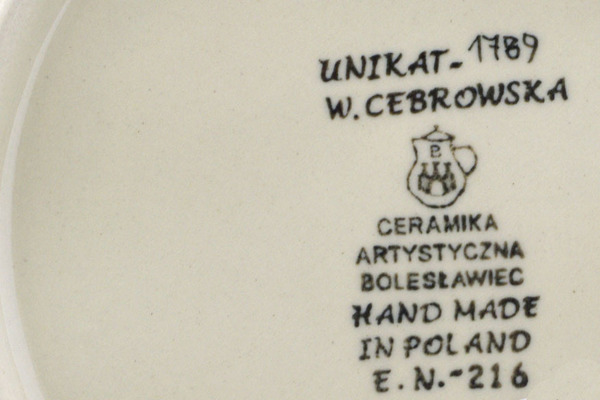 UNIKAT-1789
W. CEBROWSKA
B
CERAMIKA
ARTYSTYCZNA
BOLESŁAWIEC
HAND MADE
IN POLAND
E. N.-216